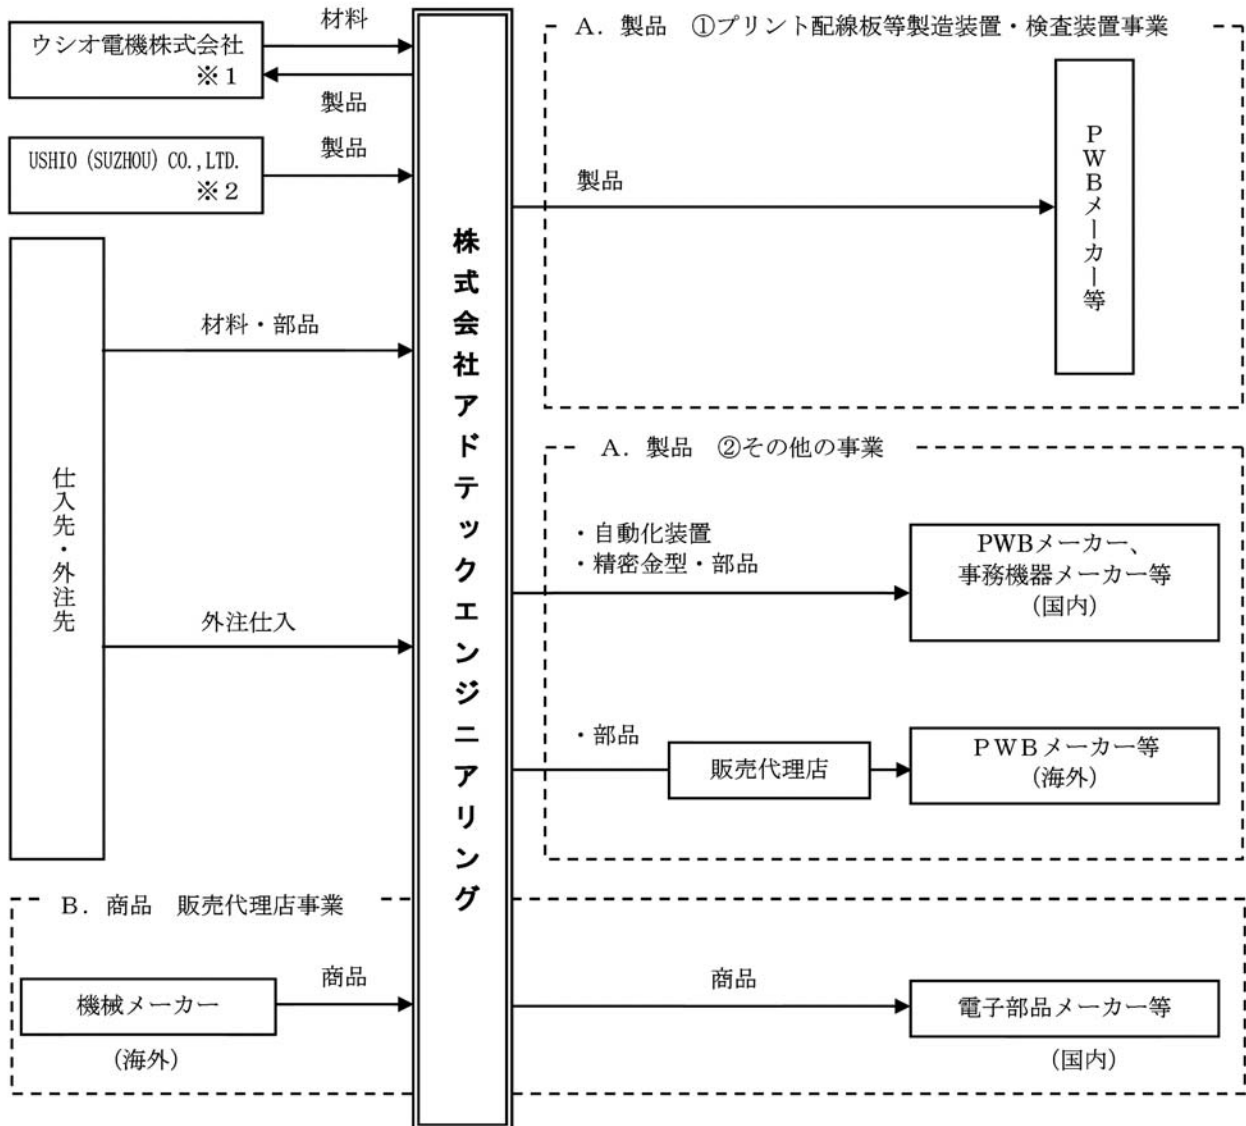 ウシオ電機株式会社
※1
材料
製品
USHIO (SUZHOU) CO.,LTD.
※2
製品
仕入先・外注先
材料・部品
外注仕入
株式会社アドテックエンジニアリング
A. 製品 ①プリント配線板等製造装置・検査装置事業
製品
PWBメーカー等
A. 製品 ②その他の事業
・自動化装置
・精密金型・部品
PWBメーカー、
事務機器メーカー等
(国内)
・部品
販売代理店
PWBメーカー等
(海外)
B. 商品 販売代理店事業
機械メーカー
(海外)
商品
商品
電子部品メーカー等
(国内)